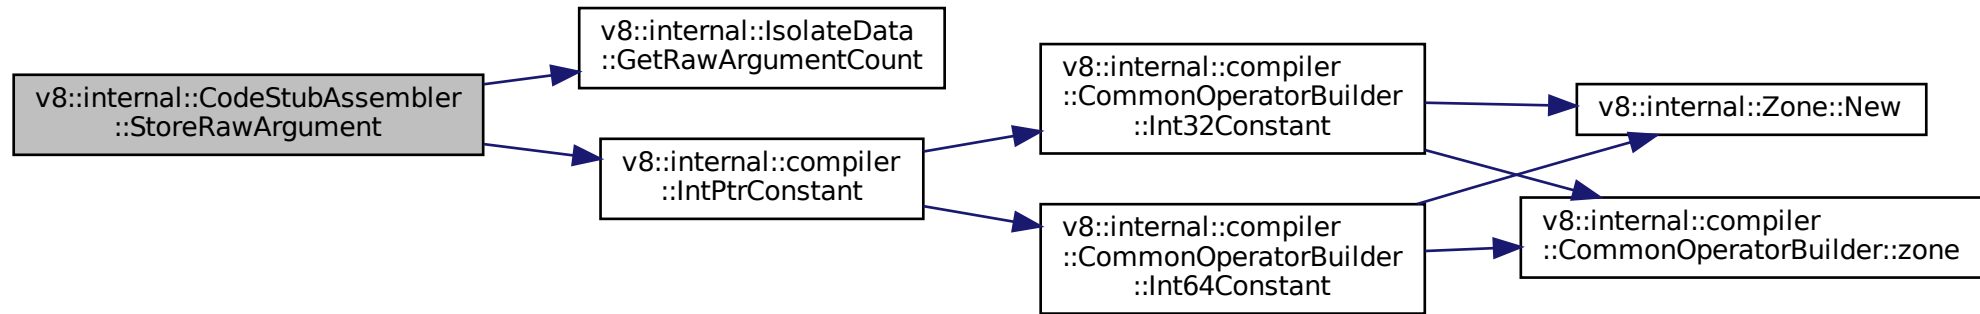 v8::internal::CodeStubAssembler
::StoreRawArgument
v8::internal::IsolateData
::GetRawArgumentCount
v8::internal::compiler
::IntPtrConstant
v8::internal::compiler
::CommonOperatorBuilder
::Int32Constant
v8::internal::compiler
::CommonOperatorBuilder
::Int64Constant
v8::internal::Zone::New
v8::internal::compiler
::CommonOperatorBuilder::zone